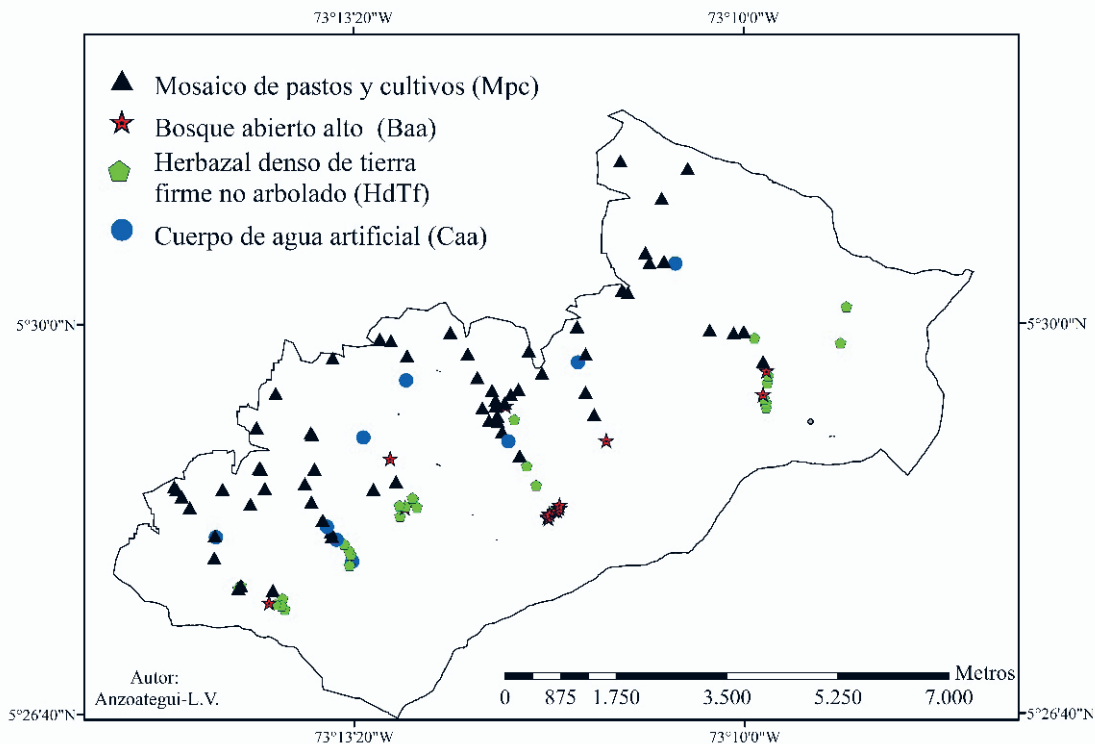 73°13'20"W 73°10'0"W
Mosaico de pastos y cultivos (Mpc)
Bosque abierto alto (Baa)
Herbazal denso de tierra
firme no arbolado (HdTf)
Cuerpo de agua artificial (Caa)
5°30'0"N 5°30'0"N
Autor:
Anzoategui-L.V.
Metros
0 875 1.750 3.500 5.250 7.000
5°26'40"N 5°26'40"N
73°13'20"W 73°10'0"W